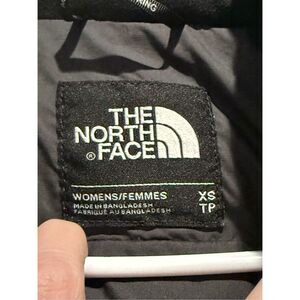 THE
NORTH
® FACE
WOMENS/FEMMES XS
MADE IN BANGLADESH TP
FABRIQUÉ AU BANGLADESH